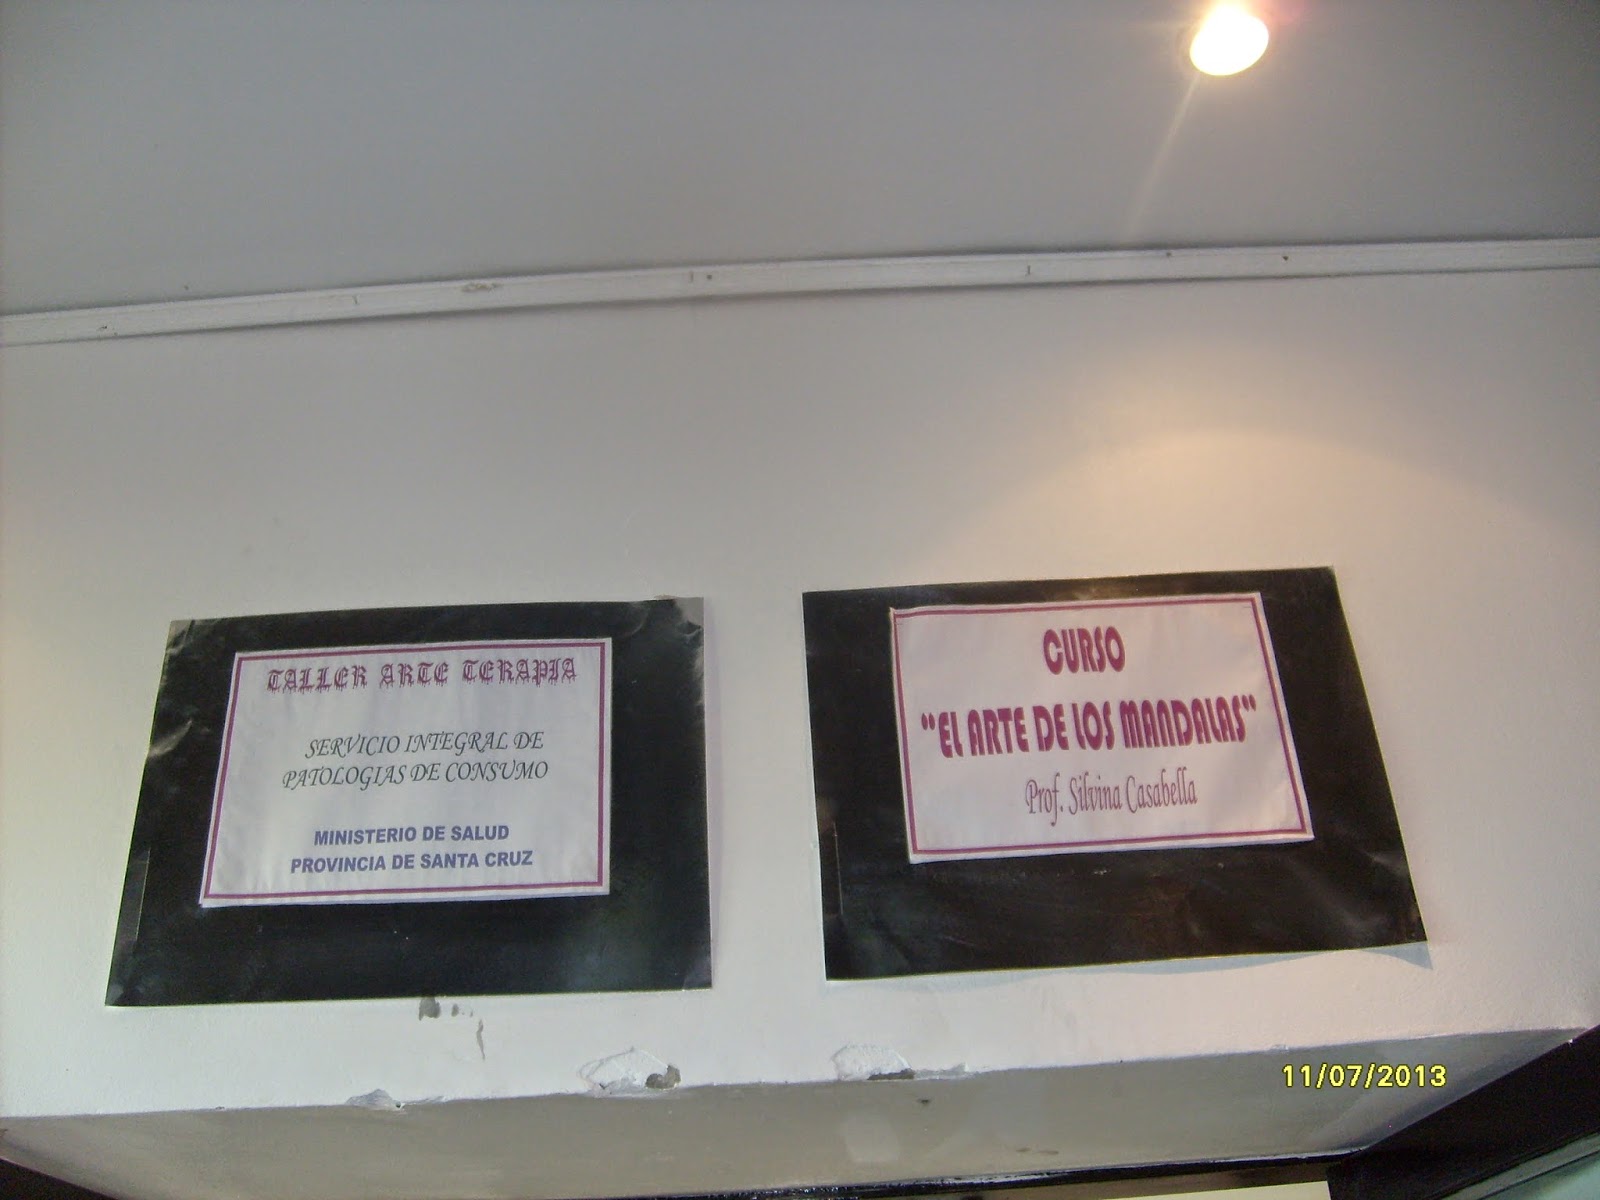 TALLER ARTE TERAPIA
SERVICIO INTEGRAL DE
PATOLOGIAS DE CONSUMO
MINISTERIO DE SALUD
PROVINCIA DE SANTA CRUZ
CURSO
"EL ARTE DE LOS MANDALAS"
Prof. Silvina Casabella
11/07/2013